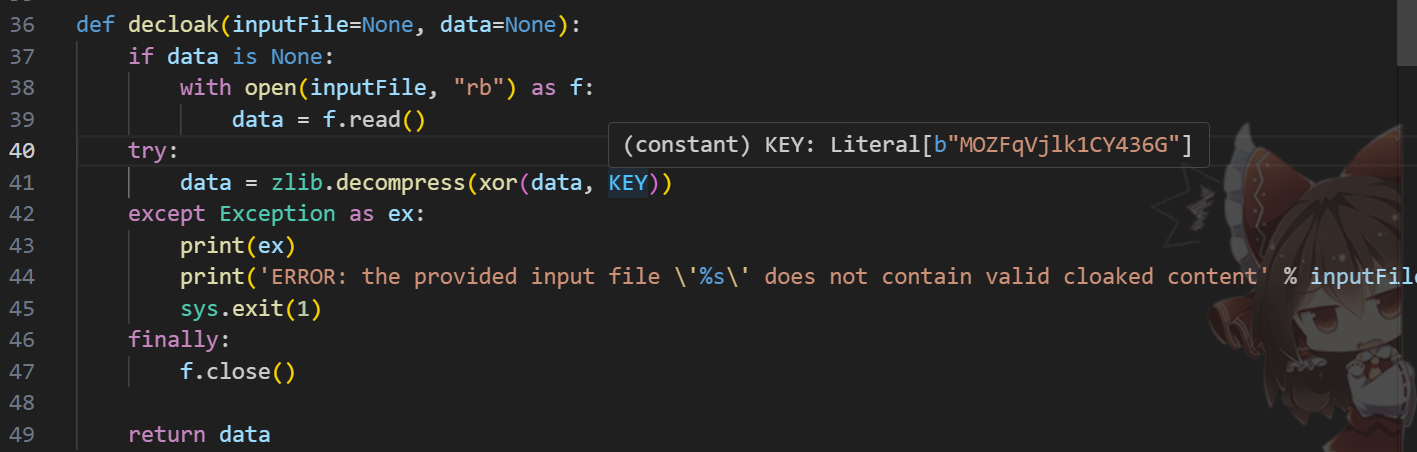 36 def decloak(inputFile=None, data=None):
37 if data is None:
38 with open(inputFile, "rb") as f:
39 data = f.read()
(constant) KEY: Literal[b"MOZFqVjlk1CY436G"]
40 try:
41 data = zlib.decompress(xor(data, KEY))
42 except Exception as ex:
43 print(ex)
44 print('ERROR: the provided input file \'%s\' does not contain valid cloaked content' % inputFile
45 sys.exit(1)
46 finally:
47 f.close()
48
49 return data